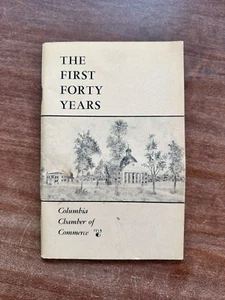 THE
FIRST
FORTY
YEARS
Columbia
Chamber of
Commerce